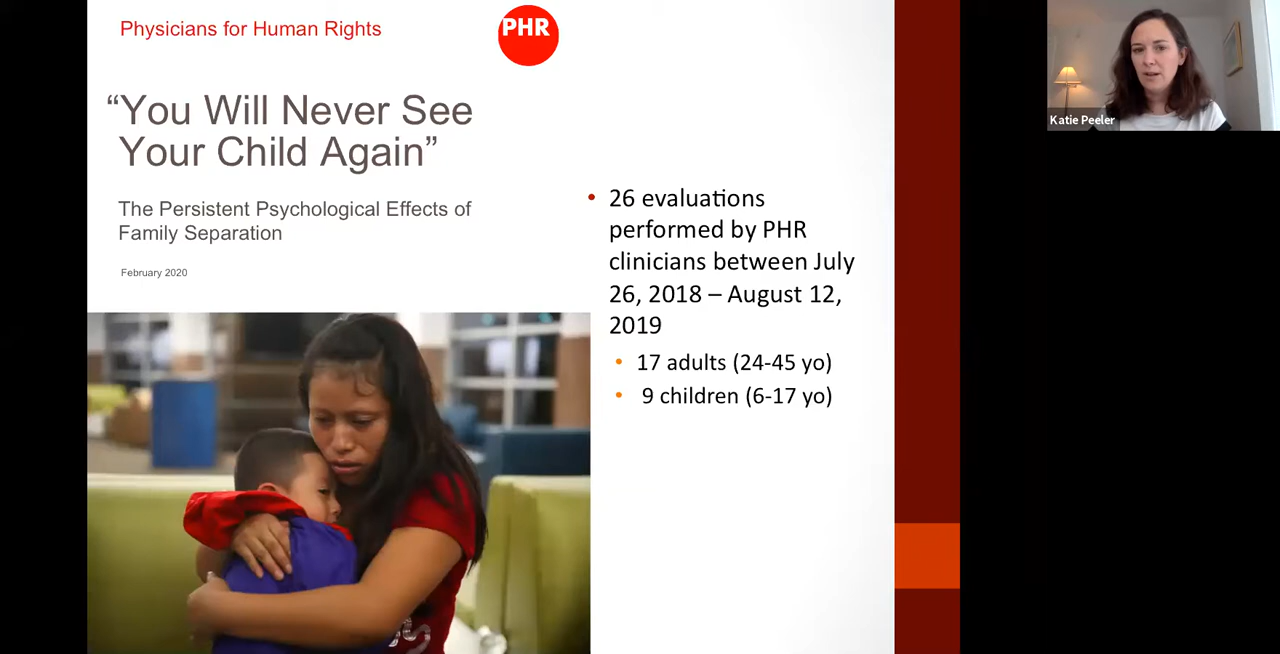 Physicians for Human Rights
PHR
“You Will Never See
Your Child Again”
The Persistent Psychological Effects of
Family Separation
February 2020
• 26 evaluations
performed by PHR
clinicians between July
26, 2018 – August 12,
2019
• 17 adults (24-45 yo)
• 9 children (6-17 yo)
Katie Peeler